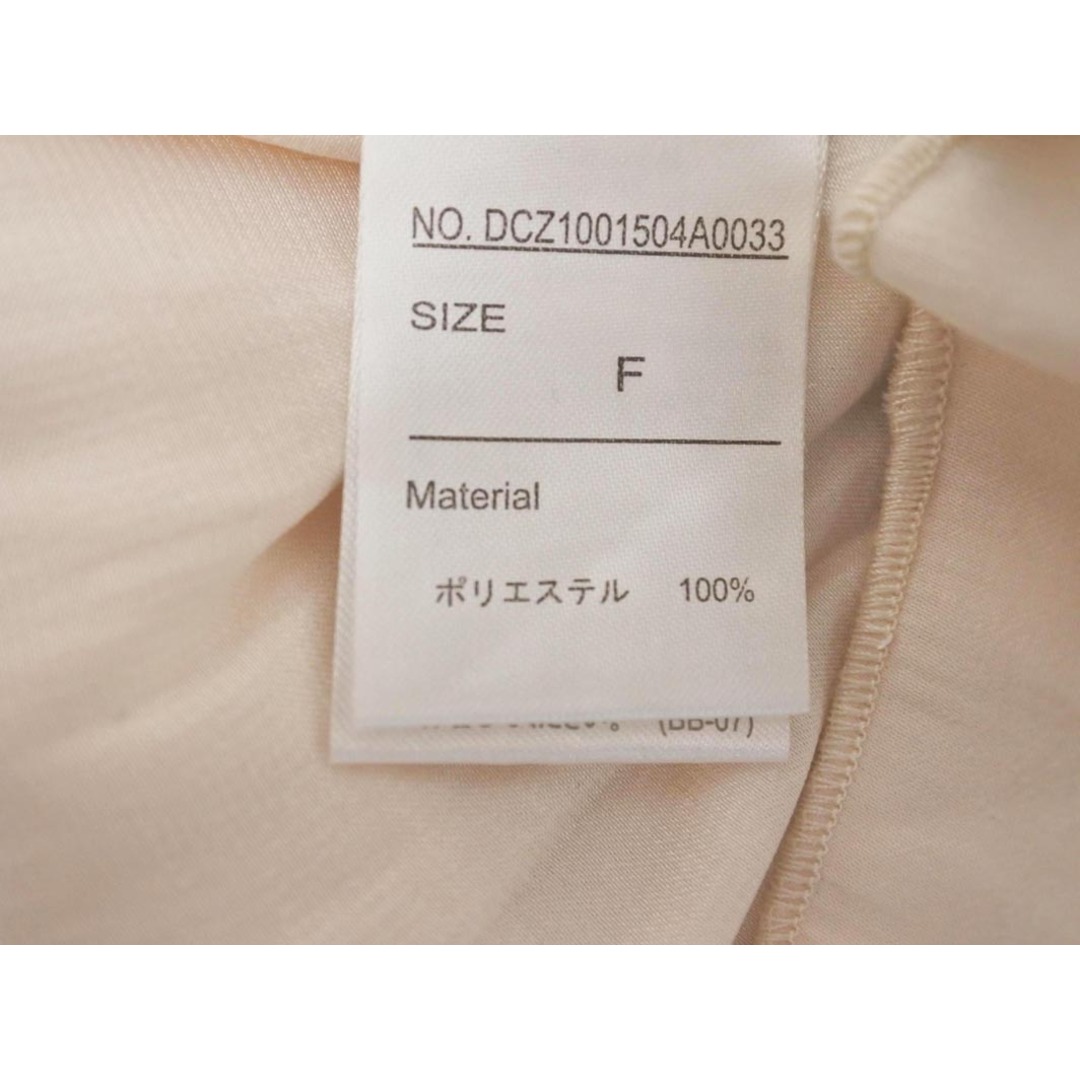 NO. DCZ1001504A0033
SIZE
F
Material
ポリエステル 100%
(BB-07)